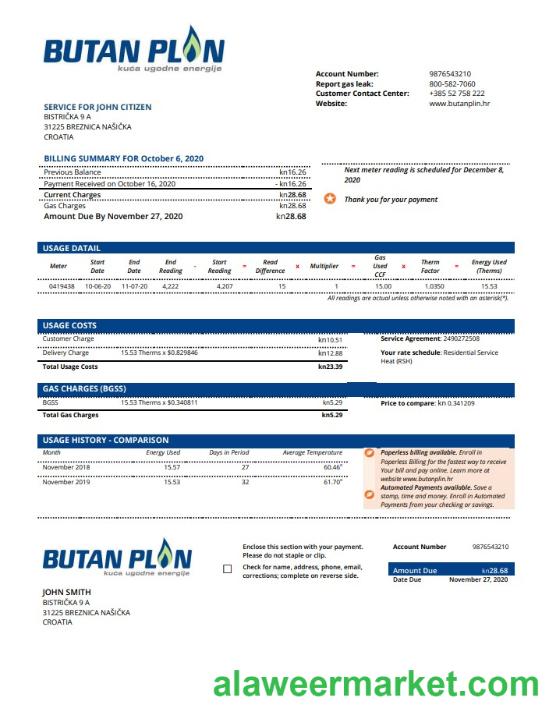 BUTAN PLIN
kuća ugodne energije
Account Number: 9876543210
Report gas leak: 800-582-7060
Customer Contact Center: +385 52 758 222
Website: www.butanplin.hr
SERVICE FOR JOHN CITIZEN
BISTRIČKA 9 A
31225 BREZNICA NAŠIČKA
CROATIA
BILLING SUMMARY FOR October 6, 2020
Previous Balance kn16.26
Payment Received on October 16, 2020 - kn16.26
Current Charges kn28.68
Gas Charges kn28.68
Amount Due By November 27, 2020 kn28.68
Next meter reading is scheduled for December 8,
2020
Thank you for your payment
USAGE DATAIL
Meter Start Date End Date End Reading - Start Reading = Read Difference x Multiplier = Gas Used CCF x Therm Factor = Energy Used (Therms)
0419438 10-06-20 11-07-20 4,222 4,207 15 1 15.00 1.0350 15.53
All readings are actual unless otherwise noted with an asterisk(*).
USAGE COSTS
Customer Charge kn10.51
Delivery Charge 15.53 Therms x $0.829846 kn12.88
Total Usage Costs kn23.39
Service Agreement: 2490272508
Your rate schedule: Residential Service
Heat (RSH)
GAS CHARGES (BGSS)
BGSS 15.53 Therms x $0.340811 kn5.29
Total Gas Charges kn5.29
Price to compare: kn 0.341209
USAGE HISTORY - COMPARISON
Month Energy Used Days in Period Average Temperature
November 2018 15.57 27 60.46°
November 2019 15.53 32 61.70°
Paperless billing available. Enroll in
Paperless Billing for the fastest way to receive
Your bill and pay online. Learn more at
website www.butanplin.hr
Automated Payments available. Save a
stamp, time and money. Enroll in Automated
Payments from your checking or savings.
BUTAN PLIN
kuća ugodne energije
Enclose this section with your payment.
Please do not staple or clip.
Check for name, address, phone, email,
corrections; complete on reverse side.
Account Number 9876543210
Amount Due kn28.68
Date Due November 27, 2020
JOHN SMITH
BISTRIČKA 9 A
31225 BREZNICA NAŠIČKA
CROATIA
alaweermarket.com